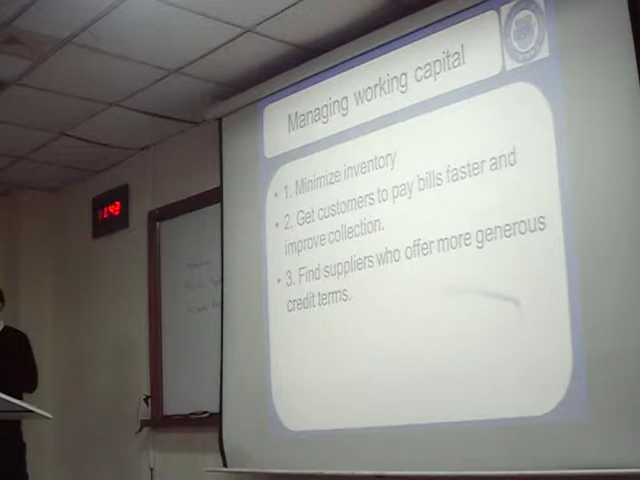 Managing working capital
• 1. Minimize inventory
• 2. Get customers to pay bills faster and
improve collection.
• 3. Find suppliers who offer more generous
credit terms.